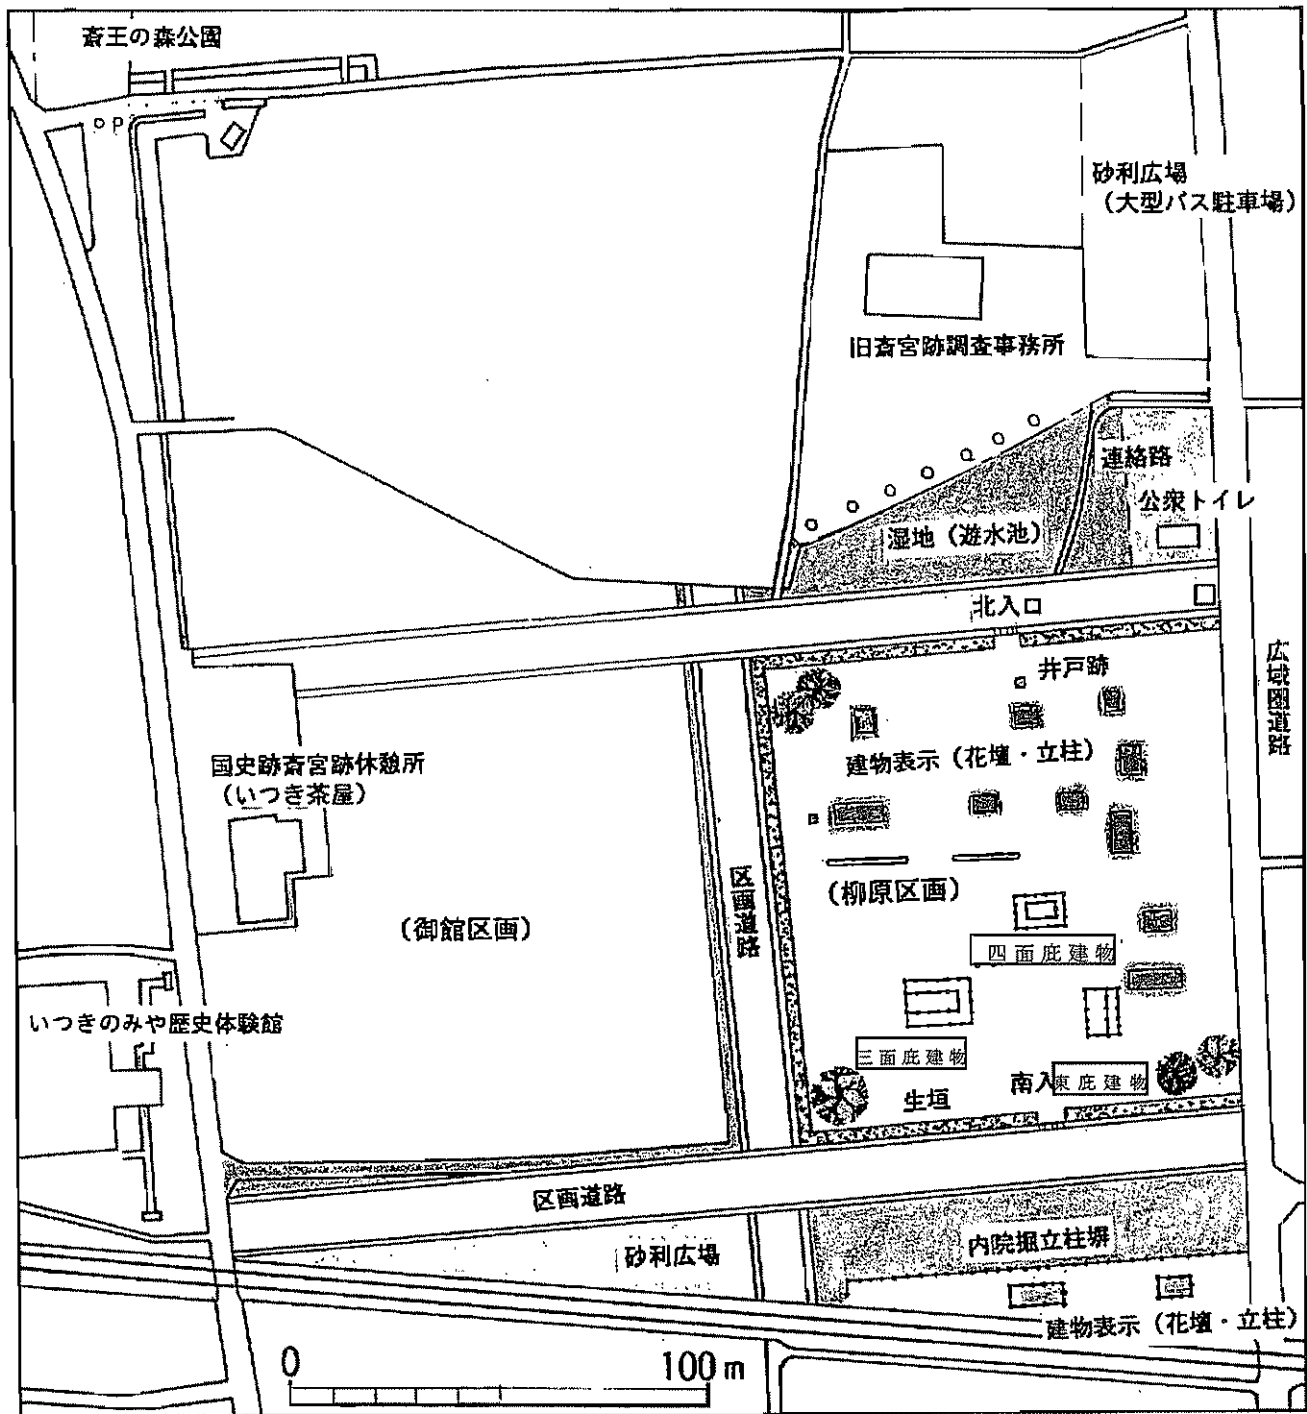 斎王の森公園
P
砂利広場
（大型バス駐車場）
旧斎宮跡調査事務所
連絡路
公衆トイレ
湿地（遊水池）
北入口
井戸跡
広域圏道路
国史跡斎宮跡休憩所
（いつき茶屋）
建物表示（花壇・立柱）
区画道路
（柳原区画）
（御館区画）
四面庇建物
いつきのみや歴史体験館
三面庇建物
南入
東庇建物
生垣
区画道路
内院掘立柱塀
砂利広場
建物表示（花壇・立柱）
0
100m